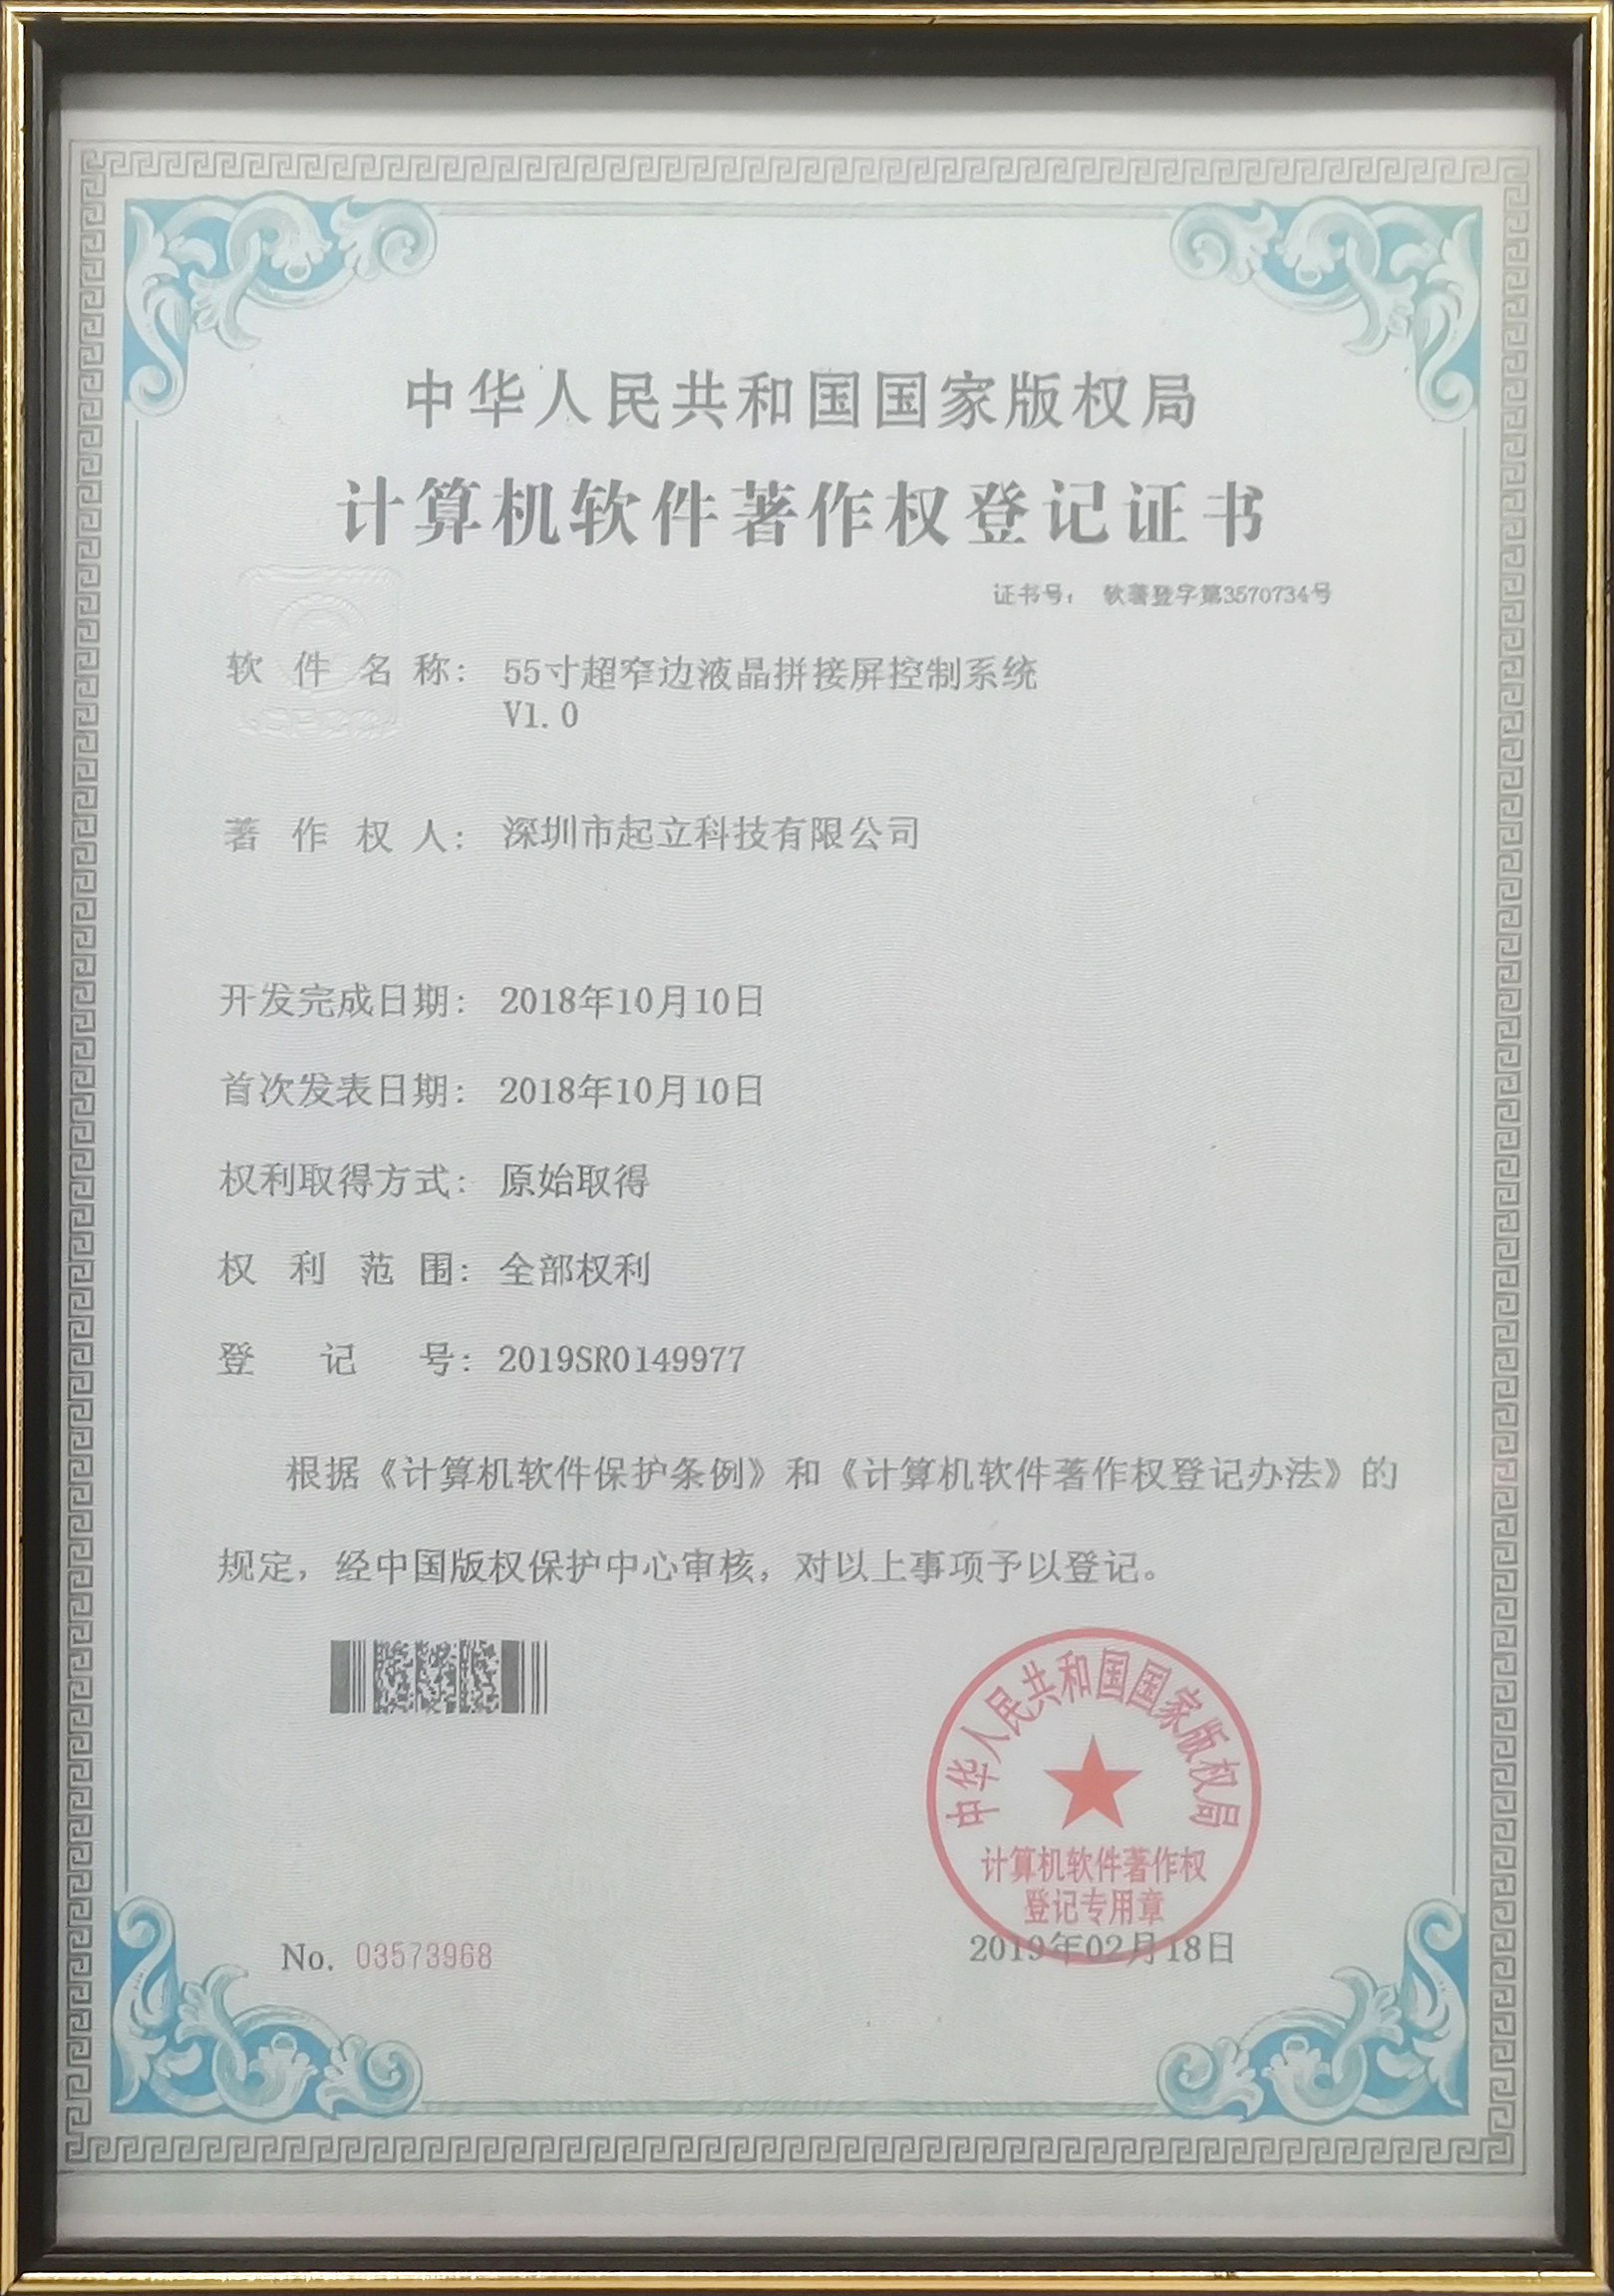 中华人民共和国国家版权局
计算机软件著作权登记证书
证书号： 软著登字第3570734号
软件名称： 55寸超窄边液晶拼接屏控制系统
V1.0
著作权人： 深圳市起立科技有限公司
开发完成日期： 2018年10月10日
首次发表日期： 2018年10月10日
权利取得方式： 原始取得
权利范围： 全部权利
登记号： 2019SR0149977
根据《计算机软件保护条例》和《计算机软件著作权登记办法》的
规定，经中国版权保护中心审核，对以上事项予以登记。
中华人民共和国国家版权局
计算机软件著作权
登记专用章
No. 03573968
2019年02月18日